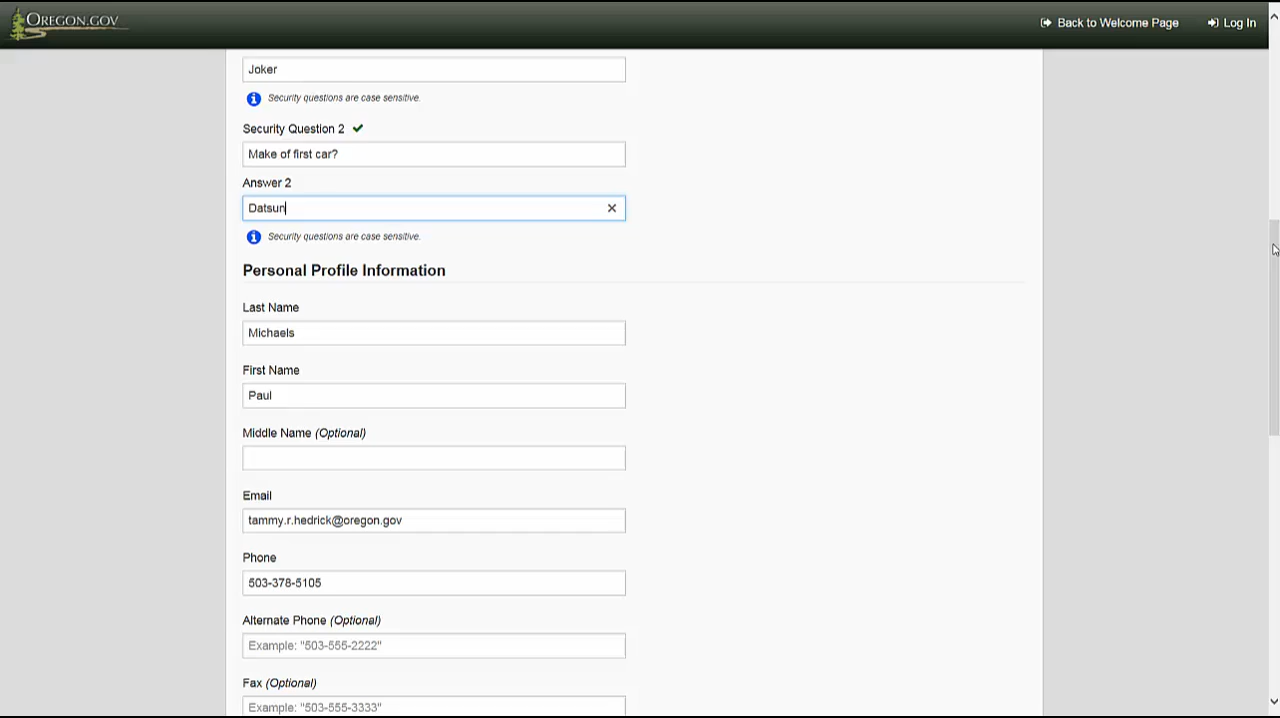 OREGON.GOV
Back to Welcome Page
Log In
Joker
Security questions are case sensitive.
Security Question 2
Make of first car?
Answer 2
Datsun
Security questions are case sensitive.
Personal Profile Information
Last Name
Michaels
First Name
Paul
Middle Name (Optional)
Email
tammy.r.hedrick@oregon.gov
Phone
503-378-5105
Alternate Phone (Optional)
Example: "503-555-2222"
Fax (Optional)
Example: "503-555-3333"